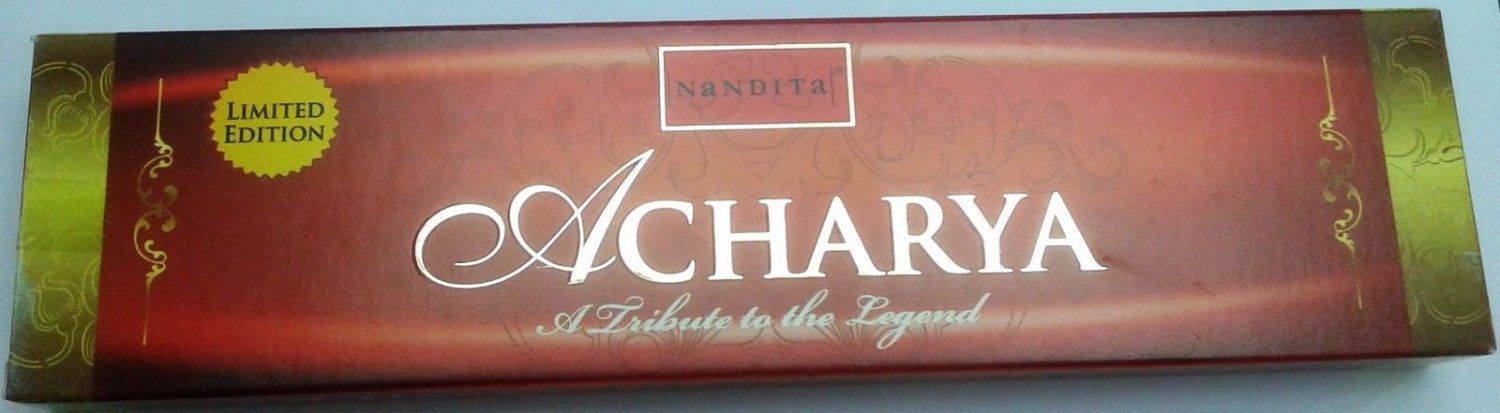 NaNDITa
LIMITED
EDITION
ACHARYA
A Tribute to the Legend